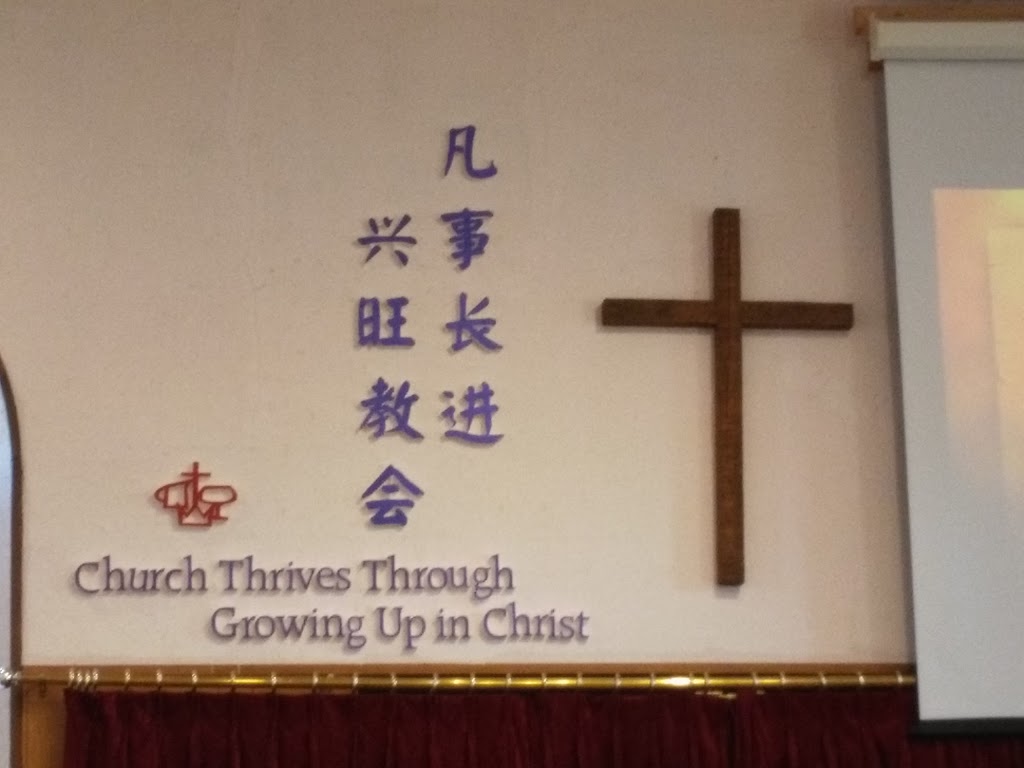 凡事长进
兴旺教会
Church Thrives Through
Growing Up in Christ